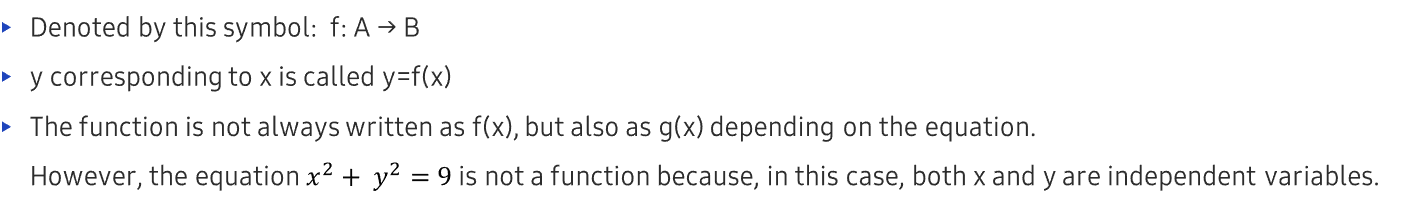 Denoted by this symbol: f: A → B
y corresponding to x is called y=f(x)
The function is not always written as f(x), but also as g(x) depending on the equation.
However, the equation x² + y² = 9 is not a function because, in this case, both x and y are independent variables.